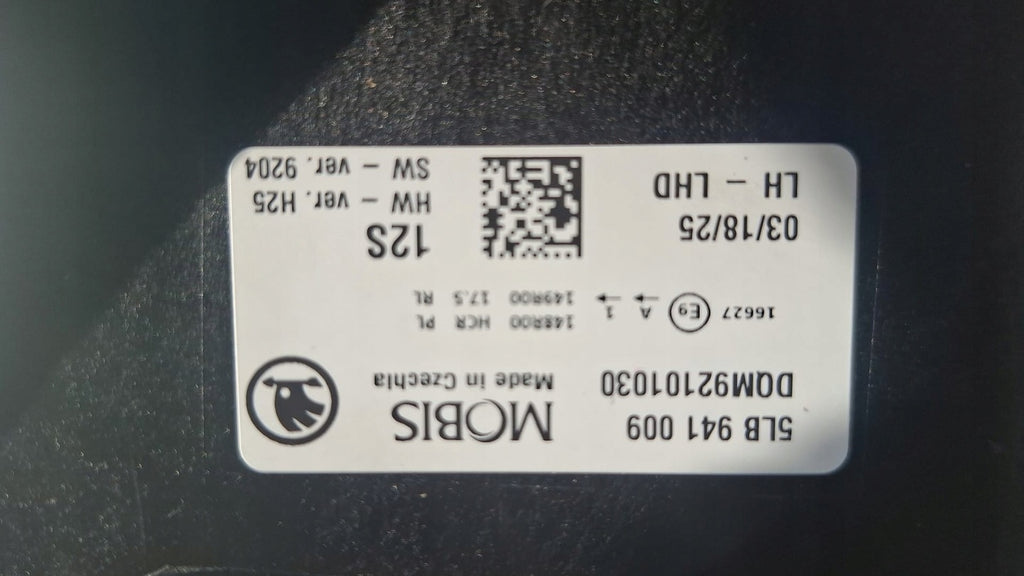 5LB 941 009
DQM92101030
MOBIS
Made in Czechia
16627 E9 A 1
148R00 HCR PL
149R00 17.5 RL
03/18/25
LH - LHD
12S
HW - ver. H25
SW - ver. 9204